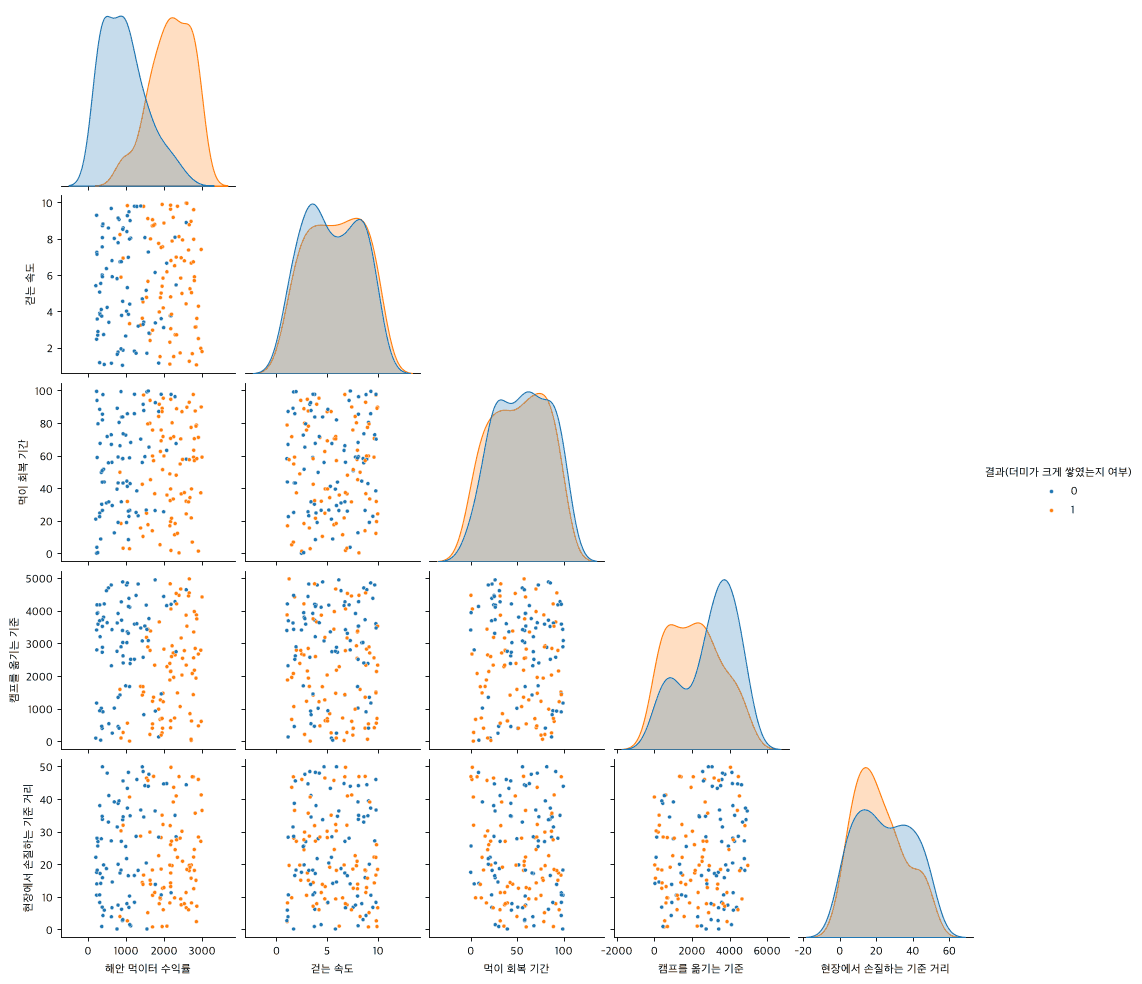 10
8
6
4
2
걷는 속도
100
80
60
40
20
0
먹이 회복 기간
결과(더미가 크게 쌓였는지 여부)
0
1
5000
4000
3000
2000
1000
0
캠프를 옮기는 기준
50
40
30
20
10
0
현장에서 손질하는 기준 거리
0 1000 2000 3000
해안 먹이터 수익률
0 5 10
걷는 속도
0 50 100
먹이 회복 기간
-2000 0 2000 4000 6000
캠프를 옮기는 기준
-20 0 20 40 60
현장에서 손질하는 기준 거리